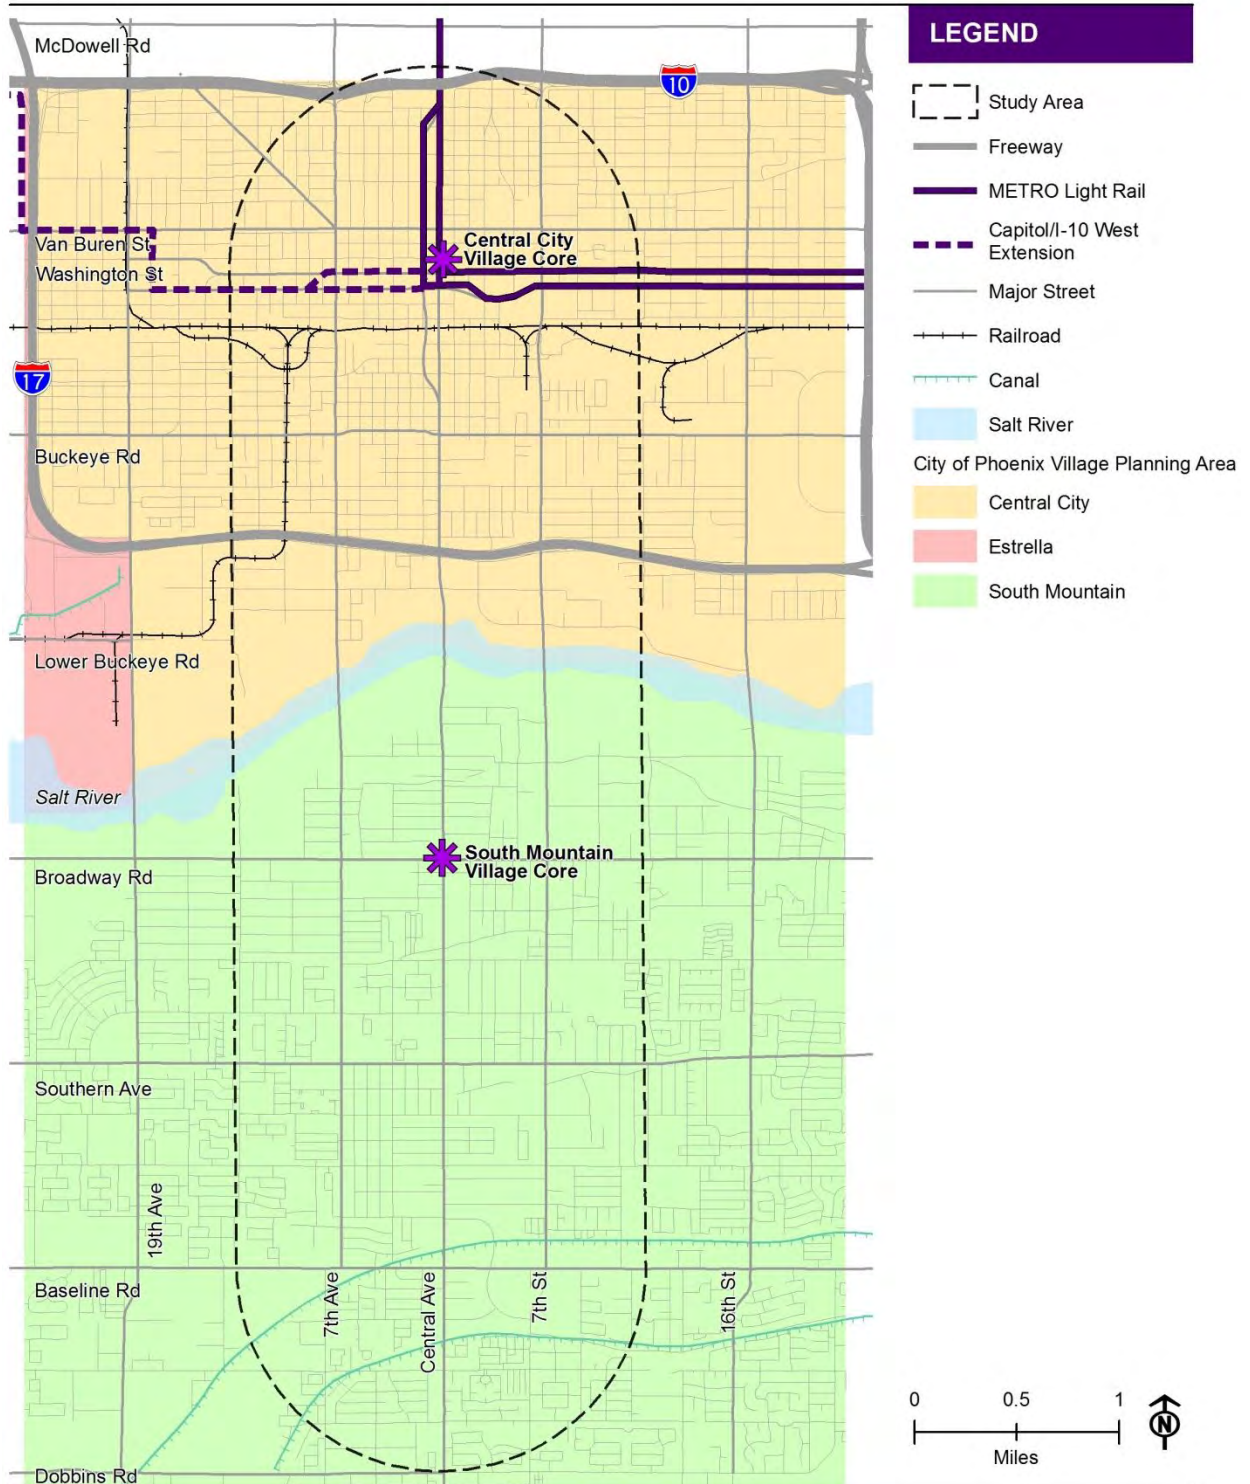 McDowell Rd
10
Van Buren St
Washington St
Central City
Village Core
17
Buckeye Rd
Lower Buckeye Rd
Salt River
South Mountain
Village Core
Broadway Rd
Southern Ave
19th Ave
Baseline Rd
7th Ave
Central Ave
7th St
16th St
Dobbins Rd
LEGEND
Study Area
Freeway
METRO Light Rail
Capitol/I-10 West
Extension
Major Street
Railroad
Canal
Salt River
City of Phoenix Village Planning Area
Central City
Estrella
South Mountain
0 0.5 1
Miles
N